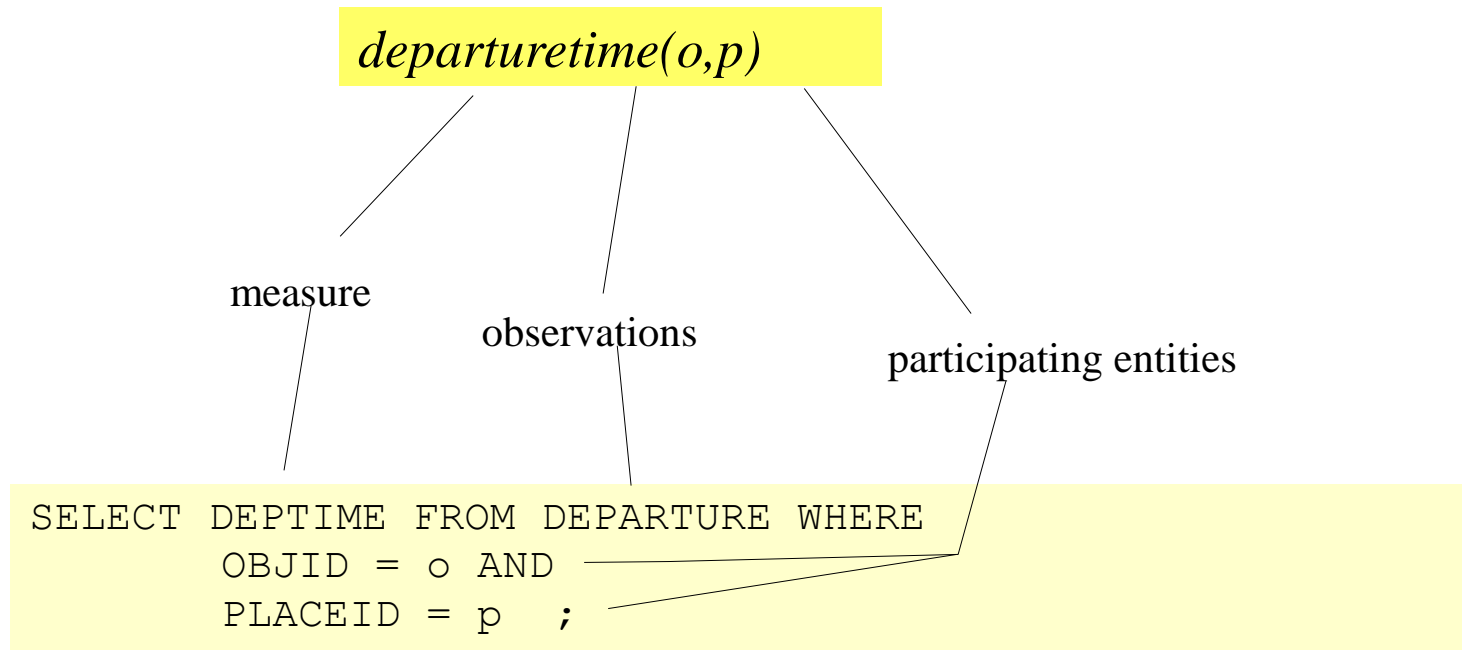 departuretime(o,p)
measure
observations
participating entities
SELECT DEPTIME FROM DEPARTURE WHERE
OBJID = o AND
PLACEID = p ;